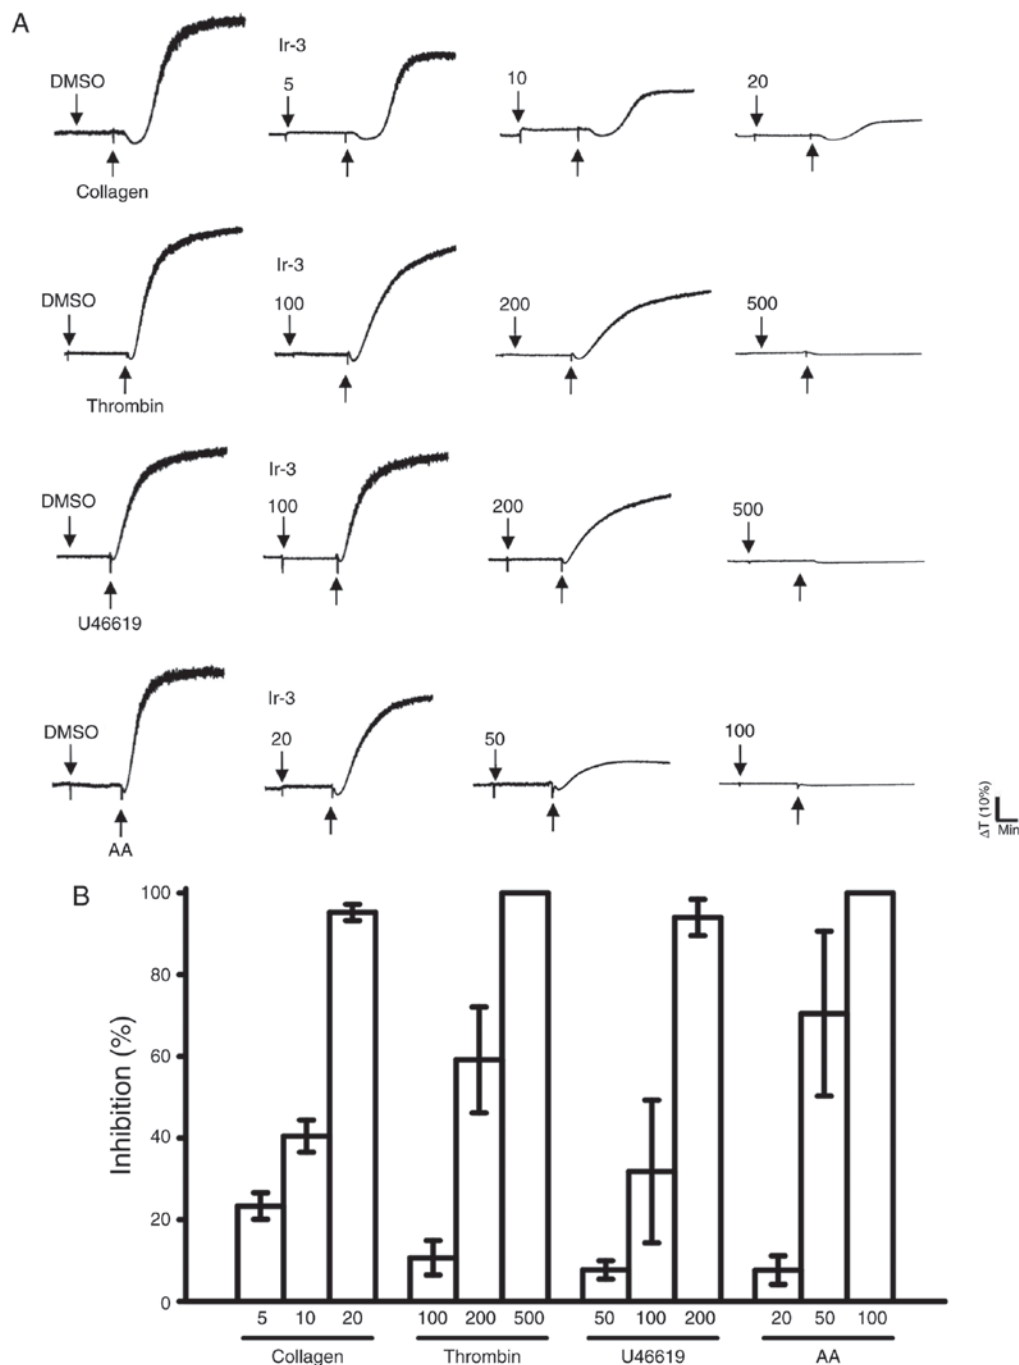 A
DMSO
Collagen
Ir-3
5
10
20
DMSO
Thrombin
Ir-3
100
200
500
DMSO
U46619
Ir-3
100
200
500
DMSO
AA
Ir-3
20
50
100
ΔT (10%)
Min
B
Inhibition (%)
100
80
60
40
20
0
5 10 20 100 200 500 50 100 200 20 50 100
Collagen Thrombin U46619 AA